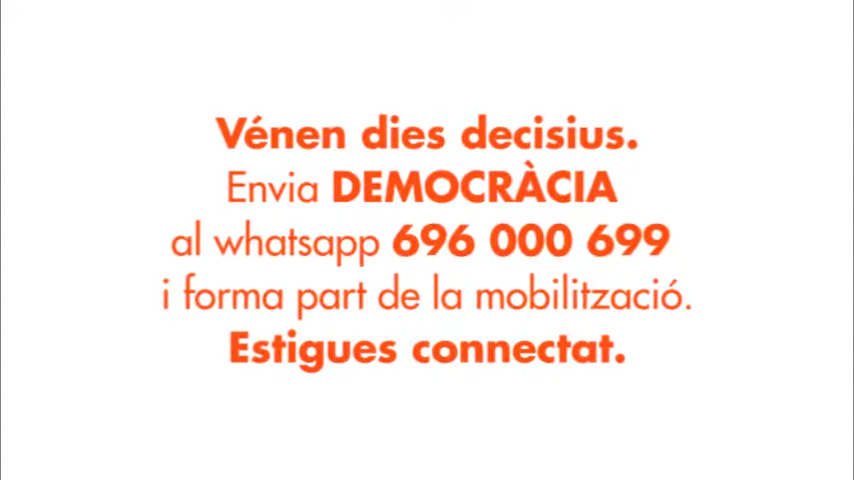 Vénen dies decisius.
Envia DEMOCRÀCIA
al whatsapp 696 000 699
i forma part de la mobilització.
Estigues connectat.